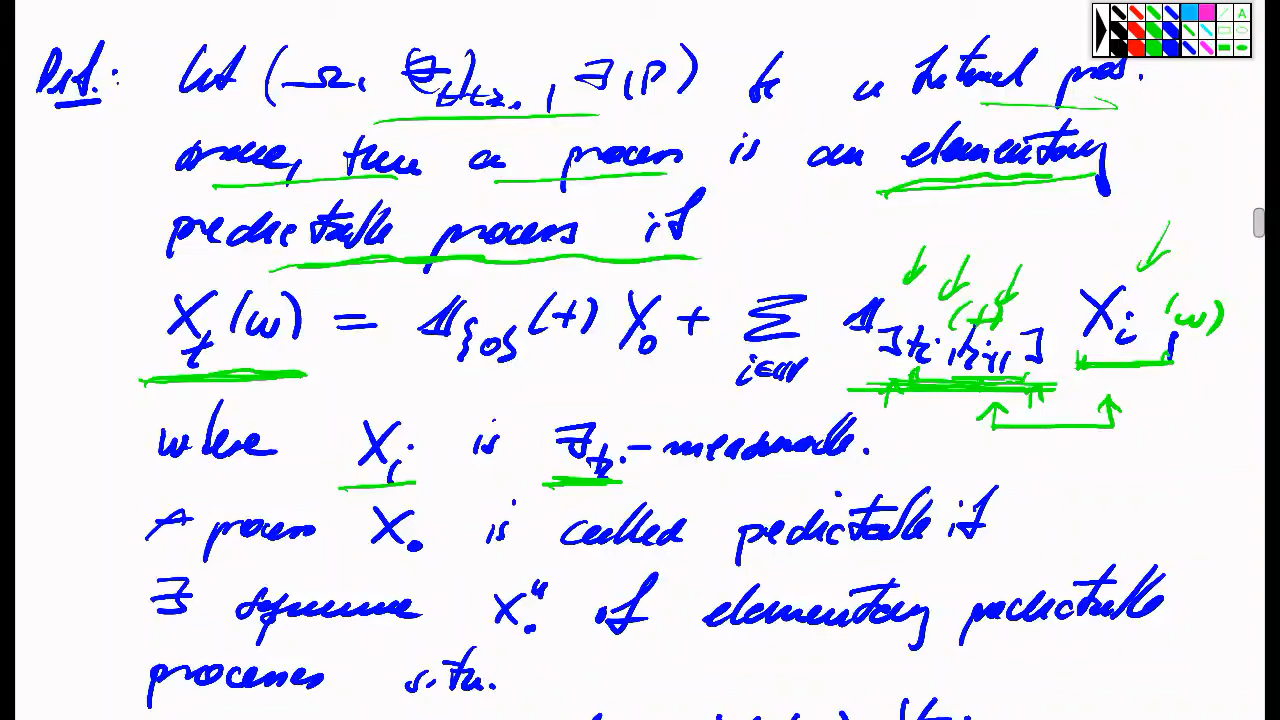 Def.: Let (Ω, (F_t)_{t≥0}, F, P) be a filtered prob.
space, then a process is an elementary
predictable process if
X_t(ω) = 𝟙_{0}(t) X_0 + Σ_{i∈ℕ} 𝟙_{]t_i, t_{i+1}]}(t) X_i(ω)
where X_i is F_{t_i}-measurable.
A process X. is called predictable if
∃ sequence X.^n of elementary predictable
processes s.th.